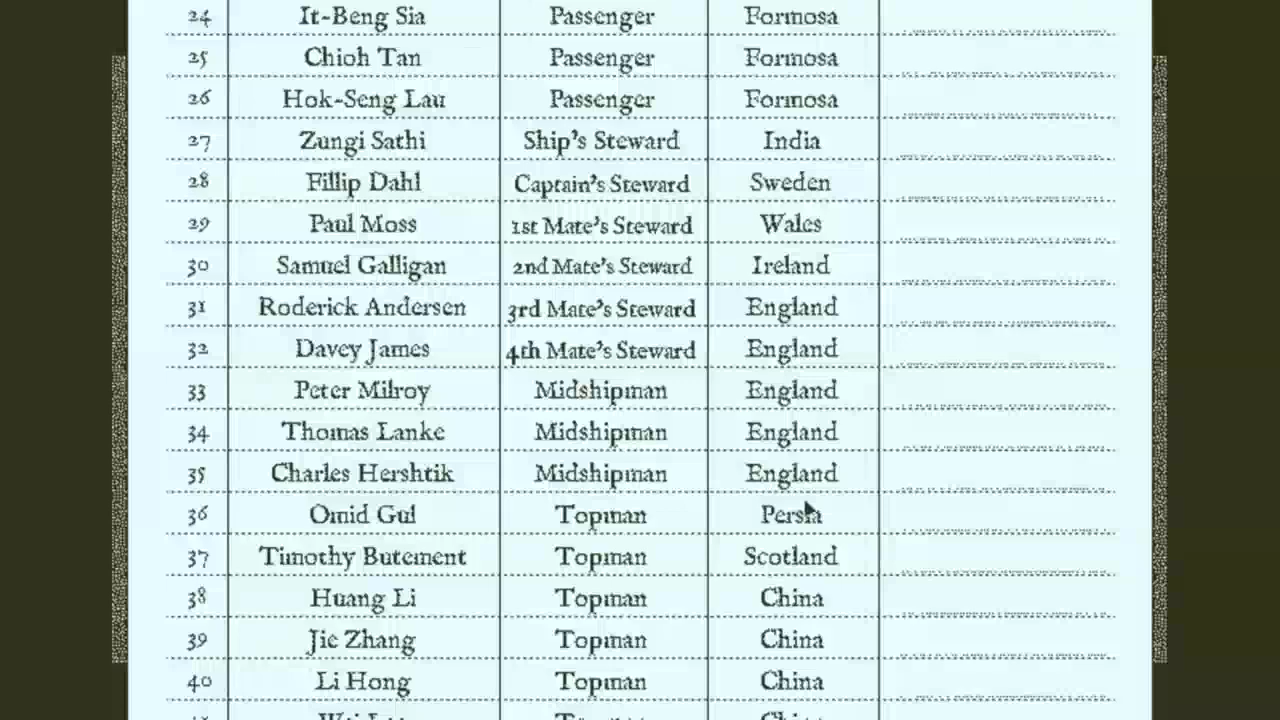 24 It-Beng Sia Passenger Formosa
25 Chioh Tan Passenger Formosa
26 Hok-Seng Lau Passenger Formosa
27 Zungi Sathi Ship's Steward India
28 Fillip Dahl Captain's Steward Sweden
29 Paul Moss 1st Mate's Steward Wales
30 Samuel Galligan 2nd Mate's Steward Ireland
31 Roderick Andersen 3rd Mate's Steward England
32 Davey James 4th Mate's Steward England
33 Peter Milroy Midshipman England
34 Thomas Lanke Midshipman England
35 Charles Hershtik Midshipman England
36 Omid Gul Topman Persia
37 Timothy Butement Topman Scotland
38 Huang Li Topman China
39 Jie Zhang Topman China
40 Li Hong Topman China